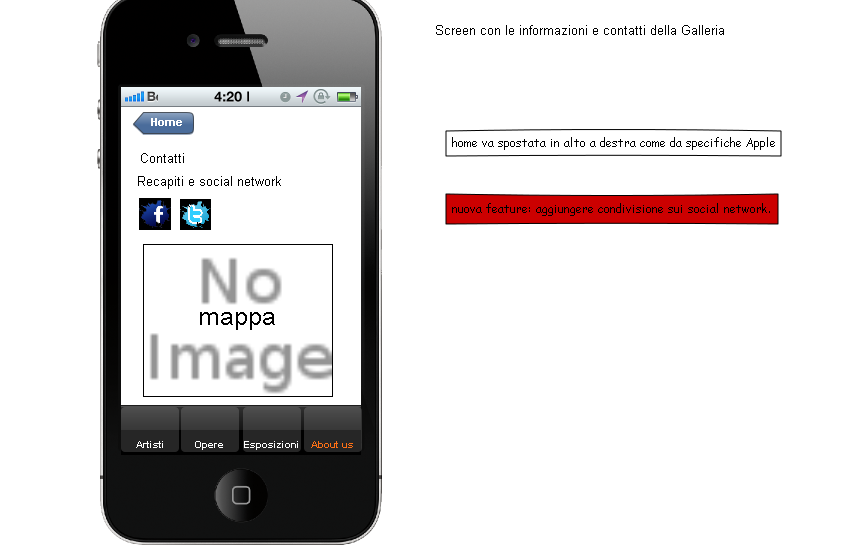 Screen con le informazioni e contatti della Galleria
4:20
Home
home va spostata in alto a destra come da specifiche Apple
Contatti
Recapiti e social network
nuova feature: aggiungere condivisione sui social network.
f
t
No
mappa
Image
Artisti Opere Esposizioni About us